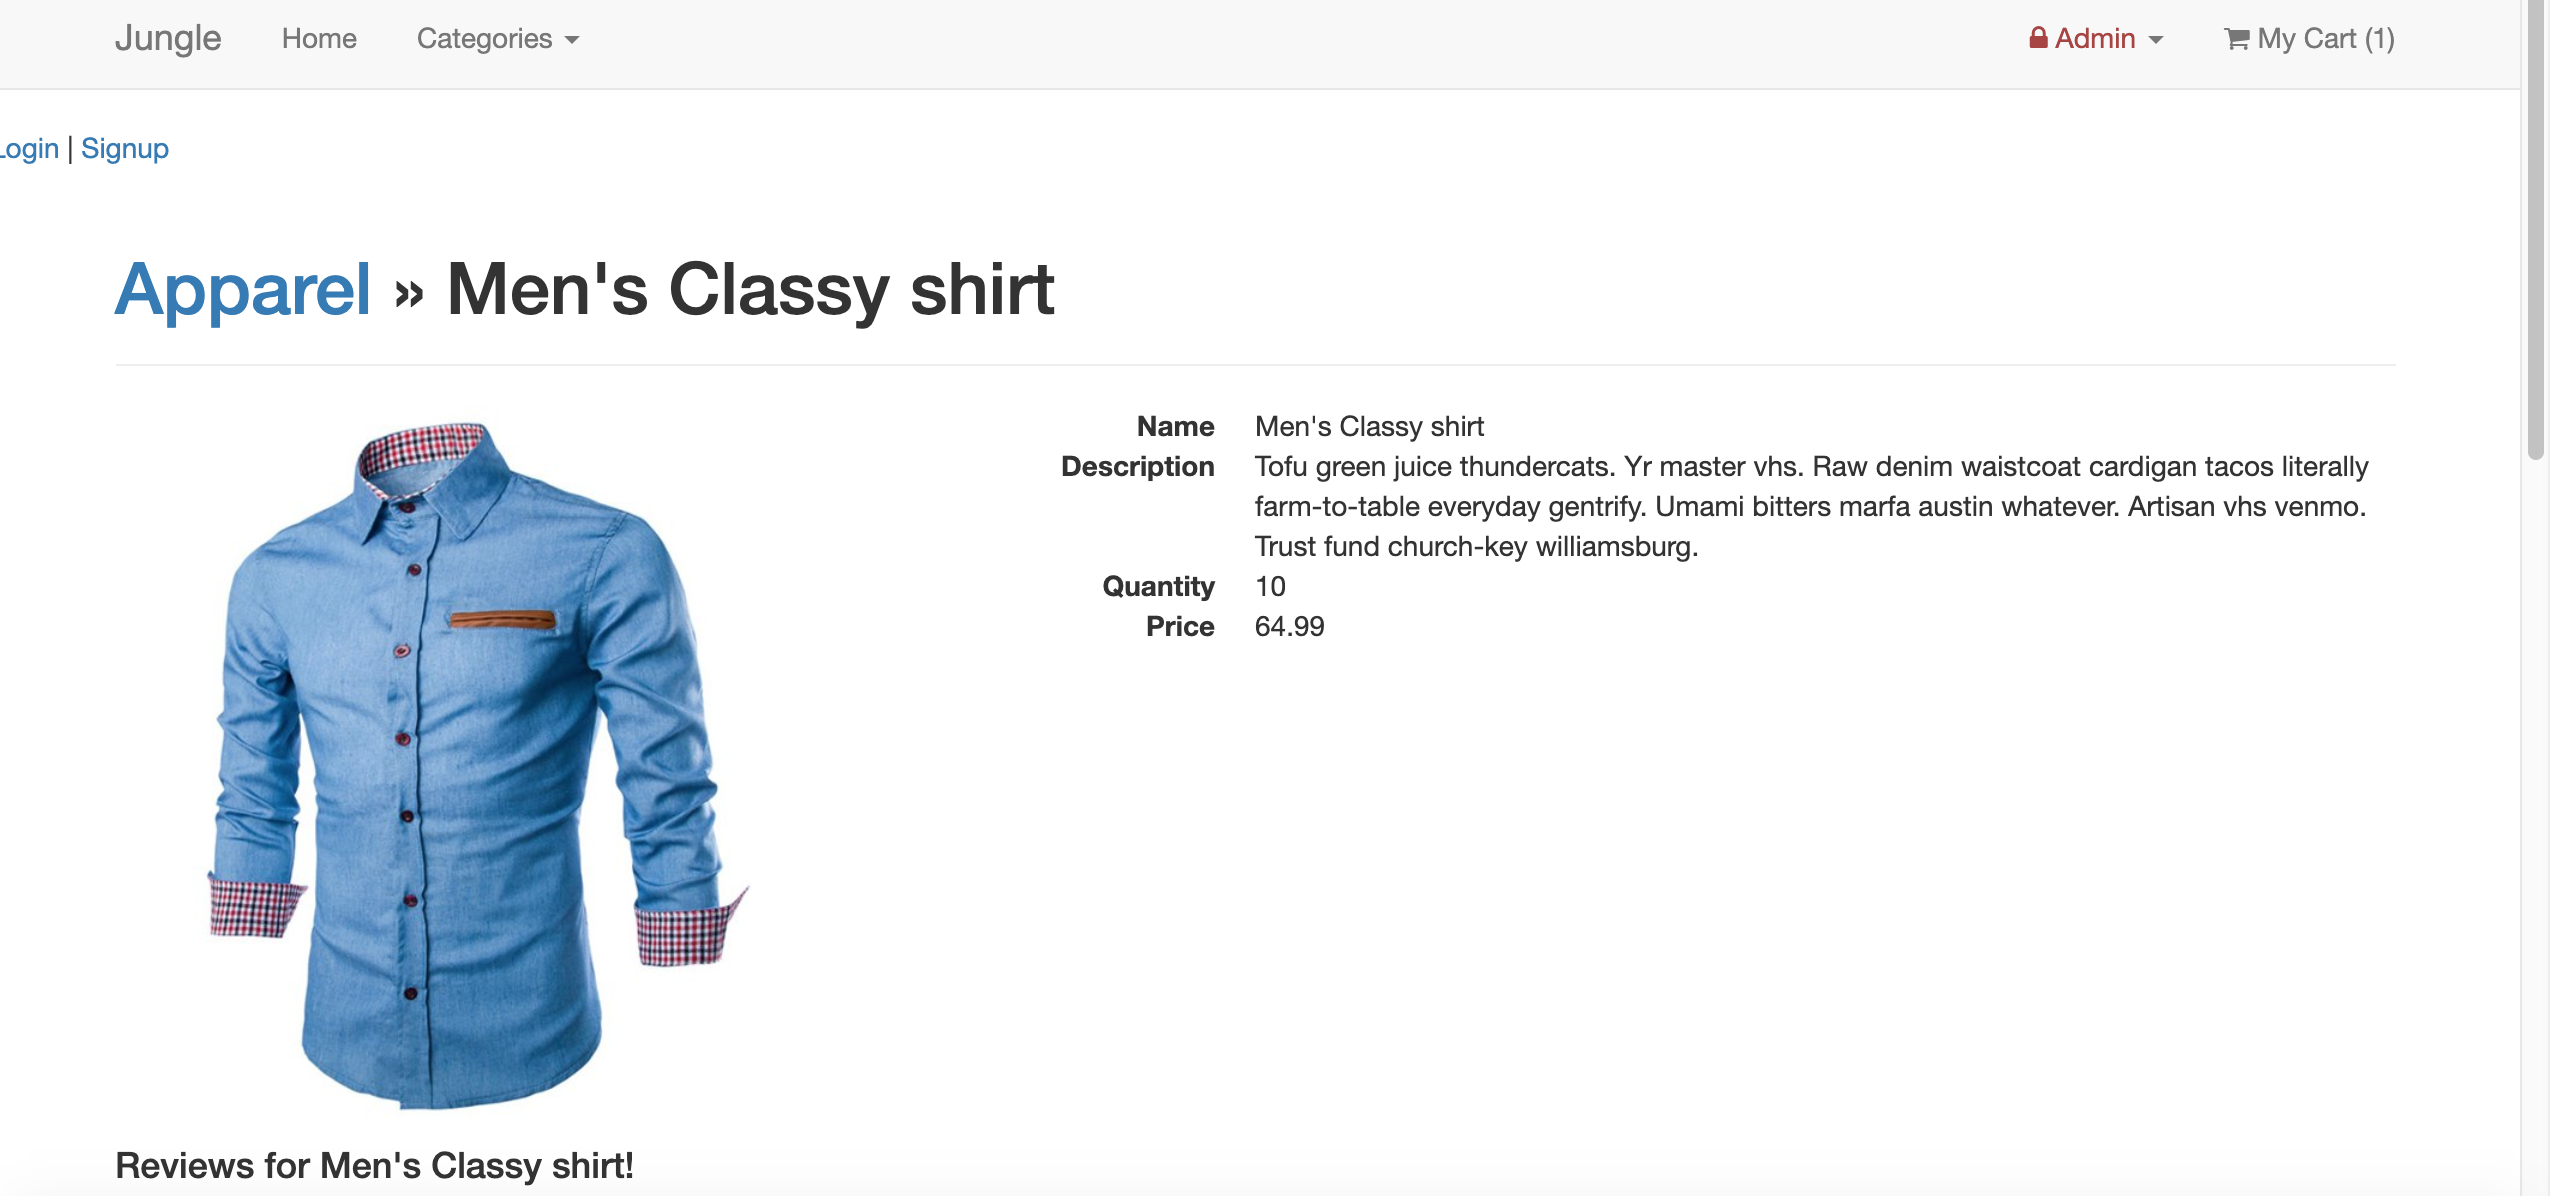 Jungle Home Categories Admin My Cart (1)
Login | Signup
Apparel » Men's Classy shirt
Name Men's Classy shirt
Description Tofu green juice thundercats. Yr master vhs. Raw denim waistcoat cardigan tacos literally
farm-to-table everyday gentrify. Umami bitters marfa austin whatever. Artisan vhs venmo.
Trust fund church-key williamsburg.
Quantity 10
Price 64.99
Reviews for Men's Classy shirt!